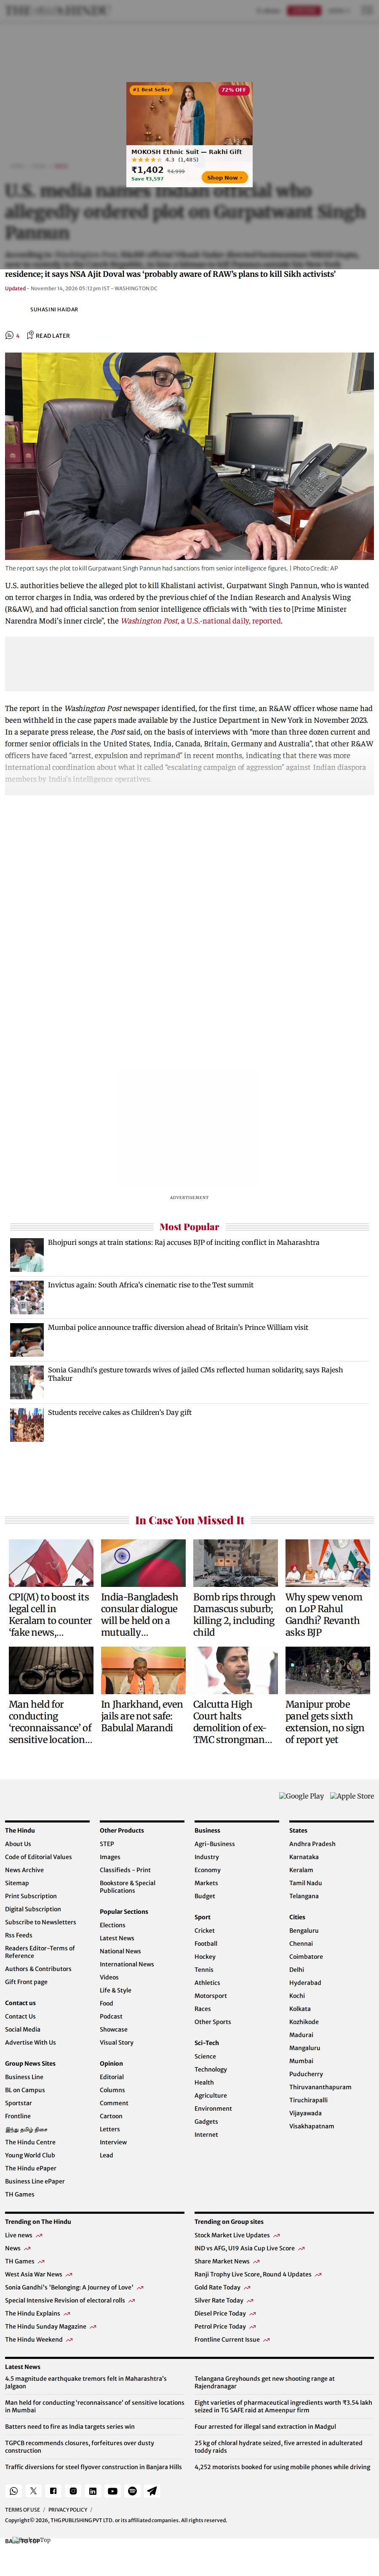 THE HINDU
#1 Best Seller
72% OFF
MOKOSH Ethnic Suit — Rakhi Gift
4.3 (1,485)
₹1,402 ₹4,999
Save ₹3,597
Shop Now ›
U.S. media names Indian official who
allegedly ordered plot on Gurpatwant Singh
Pannun
residence; it says NSA Ajit Doval was ‘probably aware of RAW’s plans to kill Sikh activists’
Updated - November 14, 2026 05:12 pm IST - WASHINGTON DC
SUHASINI HAIDAR
4 READ LATER
The report says the plot to kill Gurpatwant Singh Pannun had sanctions from senior intelligence figures. | Photo Credit: AP
U.S. authorities believe the alleged plot to kill Khalistani activist, Gurpatwant Singh Pannun, who is wanted
on terror charges in India, was ordered by the previous chief of the Indian Research and Analysis Wing
(R&AW), and had official sanction from senior intelligence officials with “with ties to [Prime Minister
Narendra Modi’s inner circle”, the Washington Post, a U.S.-national daily, reported.
The report in the Washington Post newspaper identified, for the first time, an R&AW officer whose name had
been withheld in the case papers made available by the Justice Department in New York in November 2023.
In a separate press release, the Post said, on the basis of interviews with “more than three dozen current and
former senior officials in the United States, India, Canada, Britain, Germany and Australia”, that other R&AW
officers have faced “arrest, expulsion and reprimand” in recent months, indicating that “there was more
international coordination about what it called “escalating campaign of aggression” against Indian diaspora
members by India’s intelligence operatives.
ADVERTISEMENT
Most Popular
Bhojpuri songs at train stations: Raj accuses BJP of inciting conflict in Maharashtra
Invictus again: South Africa’s cinematic rise to the Test summit
Mumbai police announce traffic diversion ahead of Britain’s Prince William visit
Sonia Gandhi’s gesture towards wives of jailed CMs reflected human solidarity, says Rajesh
Thakur
Students receive cakes as Children’s Day gift
In Case You Missed It
CPI(M) to boost its
legal cell in
Keralam to counter
‘fake news,...
India-Bangladesh
consular dialogue
will be held on a
mutually...
Bomb rips through
Damascus suburb;
killing 2, including
child
Why spew venom
on LoP Rahul
Gandhi? Revanth
asks BJP
Man held for
conducting
‘reconnaissance’ of
sensitive location...
In Jharkhand, even
jails are not safe:
Babulal Marandi
Calcutta High
Court halts
demolition of ex-
TMC strongman...
Manipur probe
panel gets sixth
extension, no sign
of report yet
Google Play Apple Store
The Hindu
About Us
Code of Editorial Values
News Archive
Sitemap
Print Subscription
Digital Subscription
Subscribe to Newsletters
Rss Feeds
Readers Editor-Terms of
Reference
Authors & Contributors
Gift Front page
Contact us
Contact Us
Social Media
Advertise With Us
Group News Sites
Business Line
BL on Campus
Sportstar
Frontline
இந்து தமிழ் திசை
The Hindu Centre
Young World Club
The Hindu ePaper
Business Line ePaper
TH Games
Other Products
STEP
Images
Classifieds - Print
Bookstore & Special
Publications
Popular Sections
Elections
Latest News
National News
International News
Videos
Life & Style
Food
Podcast
Showcase
Visual Story
Opinion
Editorial
Columns
Comment
Cartoon
Letters
Interview
Lead
Business
Agri-Business
Industry
Economy
Markets
Budget
Sport
Cricket
Football
Hockey
Tennis
Athletics
Motorsport
Races
Other Sports
Sci-Tech
Science
Technology
Health
Agriculture
Environment
Gadgets
Internet
States
Andhra Pradesh
Karnataka
Keralam
Tamil Nadu
Telangana
Cities
Bengaluru
Chennai
Coimbatore
Delhi
Hyderabad
Kochi
Kolkata
Kozhikode
Madurai
Mangaluru
Mumbai
Puducherry
Thiruvananthapuram
Tiruchirapalli
Vijayawada
Visakhapatnam
Trending on The Hindu
Live news
News
TH Games
West Asia War News
Sonia Gandhi's 'Belonging: A Journey of Love'
Special Intensive Revision of electoral rolls
The Hindu Explains
The Hindu Sunday Magazine
The Hindu Weekend
Trending on Group sites
Stock Market Live Updates
IND vs AFG, U19 Asia Cup Live Score
Share Market News
Ranji Trophy Live Score, Round 4 Updates
Gold Rate Today
Silver Rate Today
Diesel Price Today
Petrol Price Today
Frontline Current Issue
Latest News
4.5 magnitude earthquake tremors felt in Maharashtra’s
Jalgaon
Telangana Greyhounds get new shooting range at
Rajendranagar
Man held for conducting ‘reconnaissance’ of sensitive locations
in Mumbai
Eight varieties of pharmaceutical ingredients worth ₹3.54 lakh
seized in TG SAFE raid at Ameenpur firm
Batters need to fire as India targets series win
Four arrested for illegal sand extraction in Madgul
TGPCB recommends closures, forfeitures over dusty
construction
25 kg of chloral hydrate seized, five arrested in adulterated
toddy raids
Traffic diversions for steel flyover construction in Banjara Hills
4,252 motorists booked for using mobile phones while driving
TERMS OF USE / PRIVACY POLICY /
Copyright© 2026, THG PUBLISHING PVT LTD. or its affiliated companies. All rights reserved.
BACK TO TOP